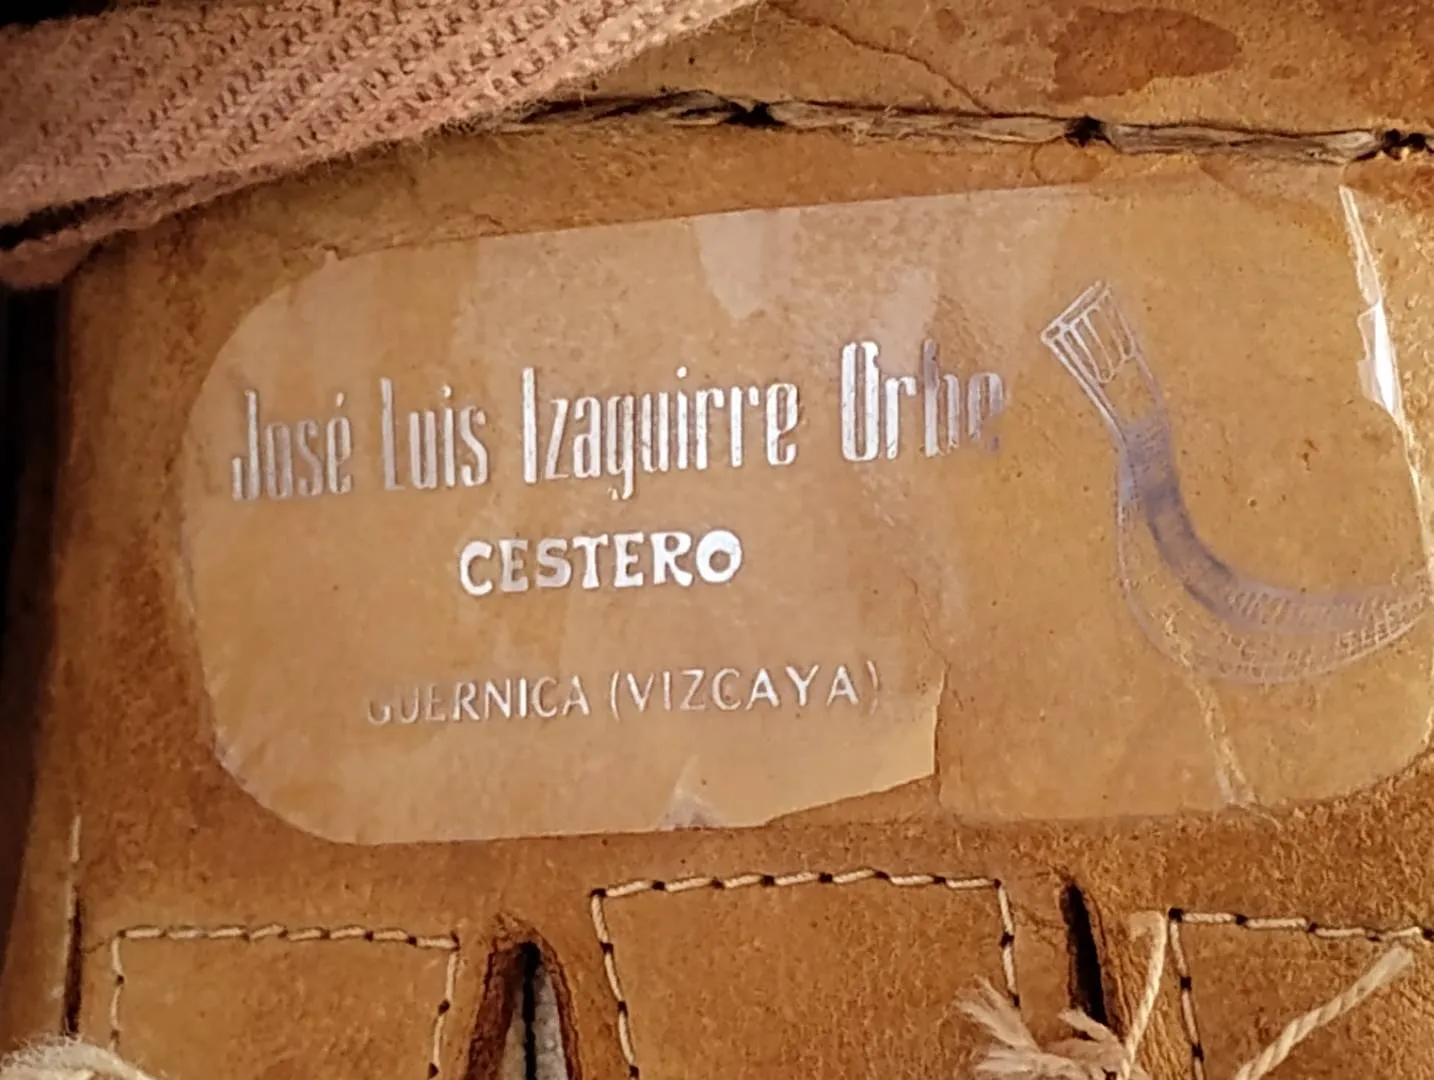 José Luis Izaguirre Orbe
CESTERO
GUERNICA (VIZCAYA)